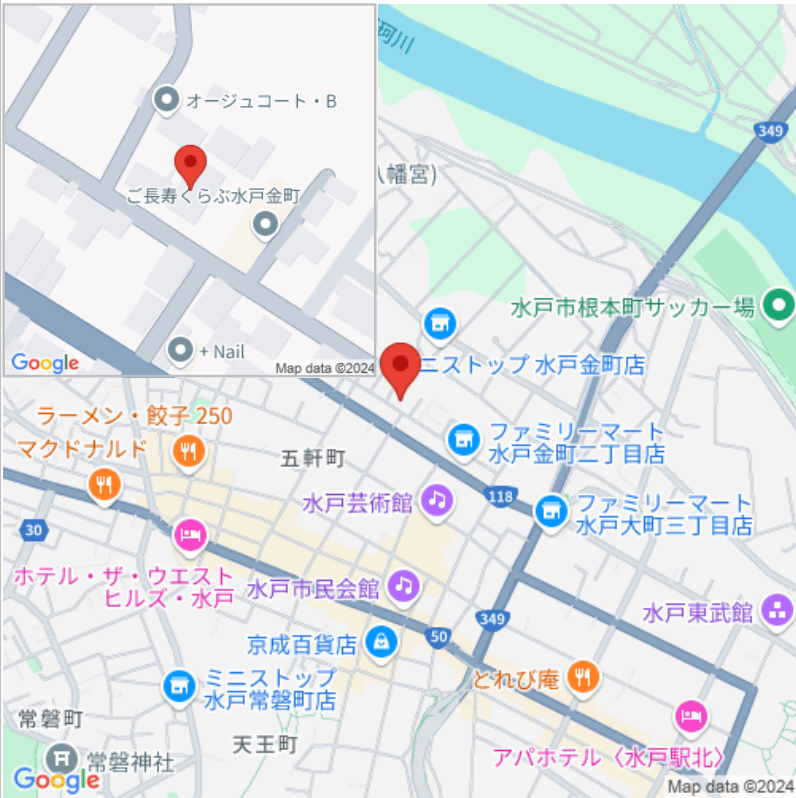 オージュコート・B
ご長寿くらぶ水戸金町
+ Nail
Google
Map data ©2024
珂川
349
八幡宮)
水戸市根本町サッカー場
ニストップ 水戸金町店
ラーメン・餃子 250
マクドナルド
五軒町
ファミリーマート
水戸金町二丁目店
水戸芸術館
118
ファミリーマート
水戸大町三丁目店
30
ホテル・ザ・ウエスト
ヒルズ・水戸
水戸市民会館
349
水戸東武館
50
京成百貨店
ミニストップ
水戸常磐町店
とれび庵
常磐町
天王町
アパホテル〈水戸駅北〉
常磐神社
Google
Map data ©2024